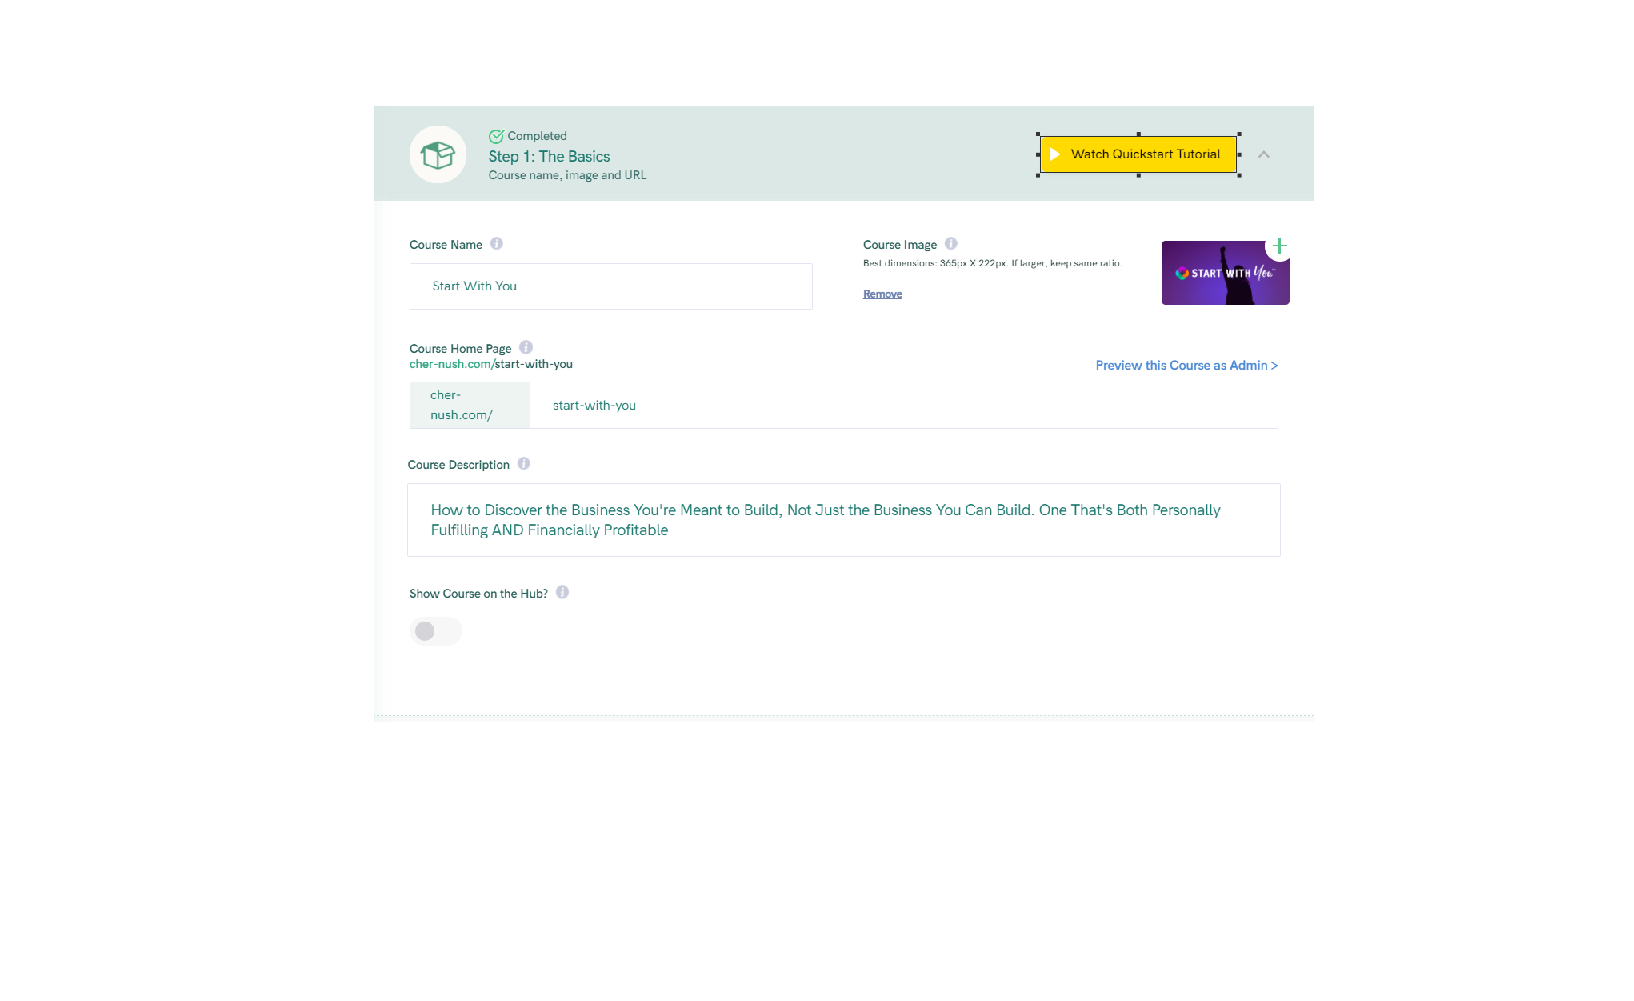 Completed
Step 1: The Basics
Course name, image and URL
Watch Quickstart Tutorial
Course Name
Start With You
Course Image
Best dimensions: 365px X 222px. If larger, keep same ratio.
Remove
START WITH You
Course Home Page
cher-nush.com/start-with-you
Preview this Course as Admin >
cher-
nush.com/
start-with-you
Course Description
How to Discover the Business You're Meant to Build, Not Just the Business You Can Build. One That's Both Personally
Fulfilling AND Financially Profitable
Show Course on the Hub?